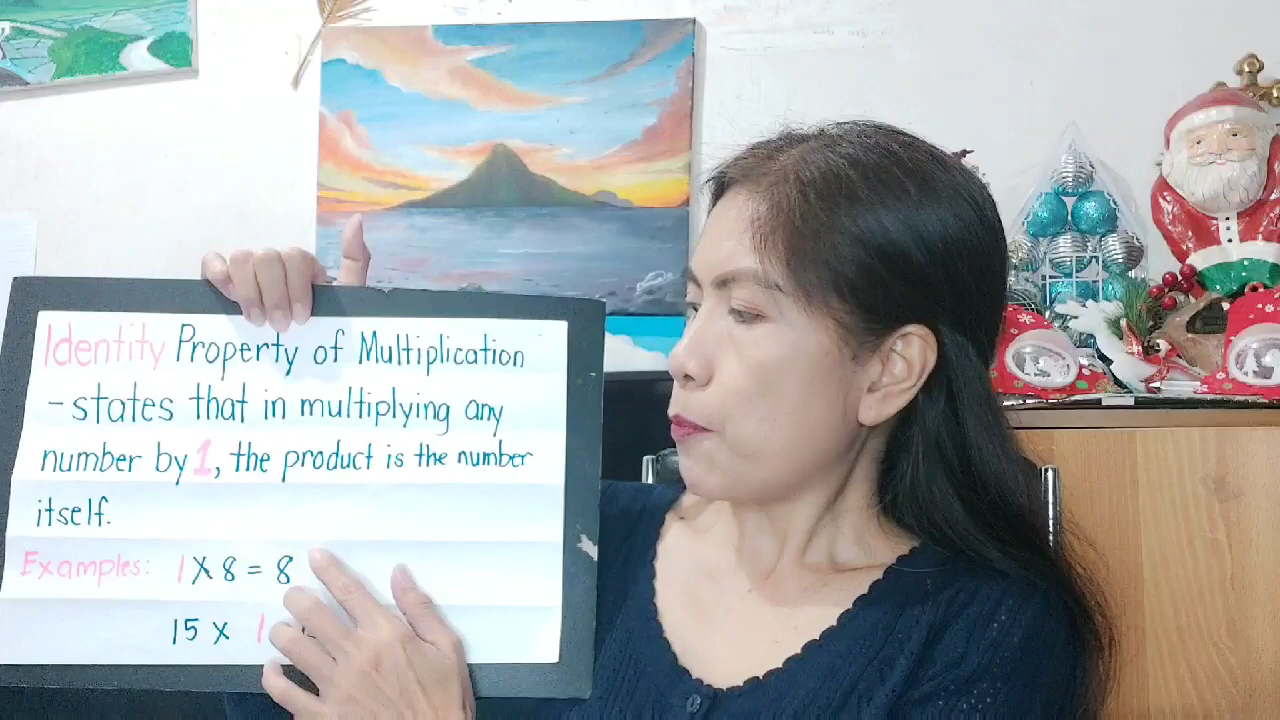 Identity Property of Multiplication
- states that in multiplying any
number by 1, the product is the number
itself.
Examples: 1 X 8 = 8
15 x 1